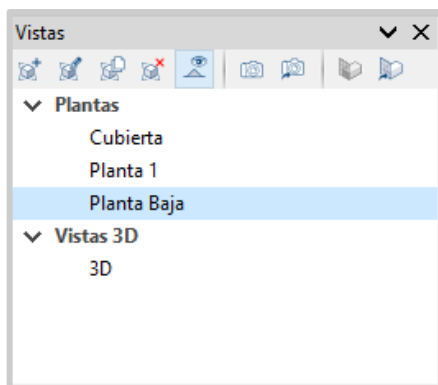 Vistas
Plantas
Cubierta
Planta 1
Planta Baja
Vistas 3D
3D